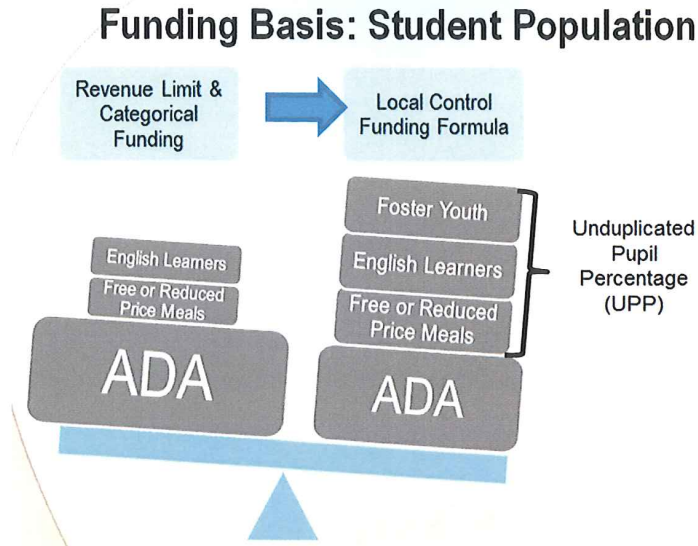 Funding Basis: Student Population
Revenue Limit &
Categorical
Funding
Local Control
Funding Formula
English Learners
Free or Reduced
Price Meals
ADA
Foster Youth
English Learners
Free or Reduced
Price Meals
ADA
Unduplicated
Pupil
Percentage
(UPP)